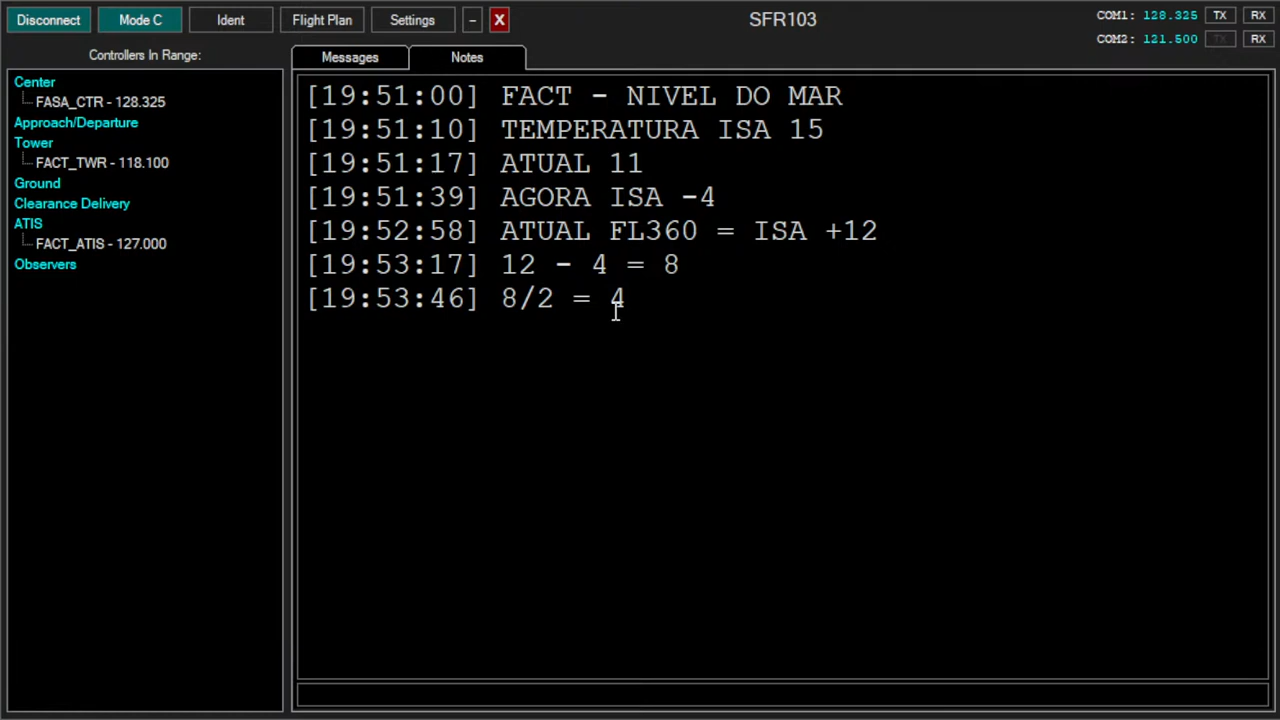 Disconnect Mode C Ident Flight Plan Settings – X SFR103 COM1: 128.325 TX RX
COM2: 121.500 TX RX
Controllers In Range:
Messages Notes
Center
FASA_CTR - 128.325
Approach/Departure
Tower
FACT_TWR - 118.100
Ground
Clearance Delivery
ATIS
FACT_ATIS - 127.000
Observers
[19:51:00] FACT - NIVEL DO MAR
[19:51:10] TEMPERATURA ISA 15
[19:51:17] ATUAL 11
[19:51:39] AGORA ISA -4
[19:52:58] ATUAL FL360 = ISA +12
[19:53:17] 12 - 4 = 8
[19:53:46] 8/2 = 4